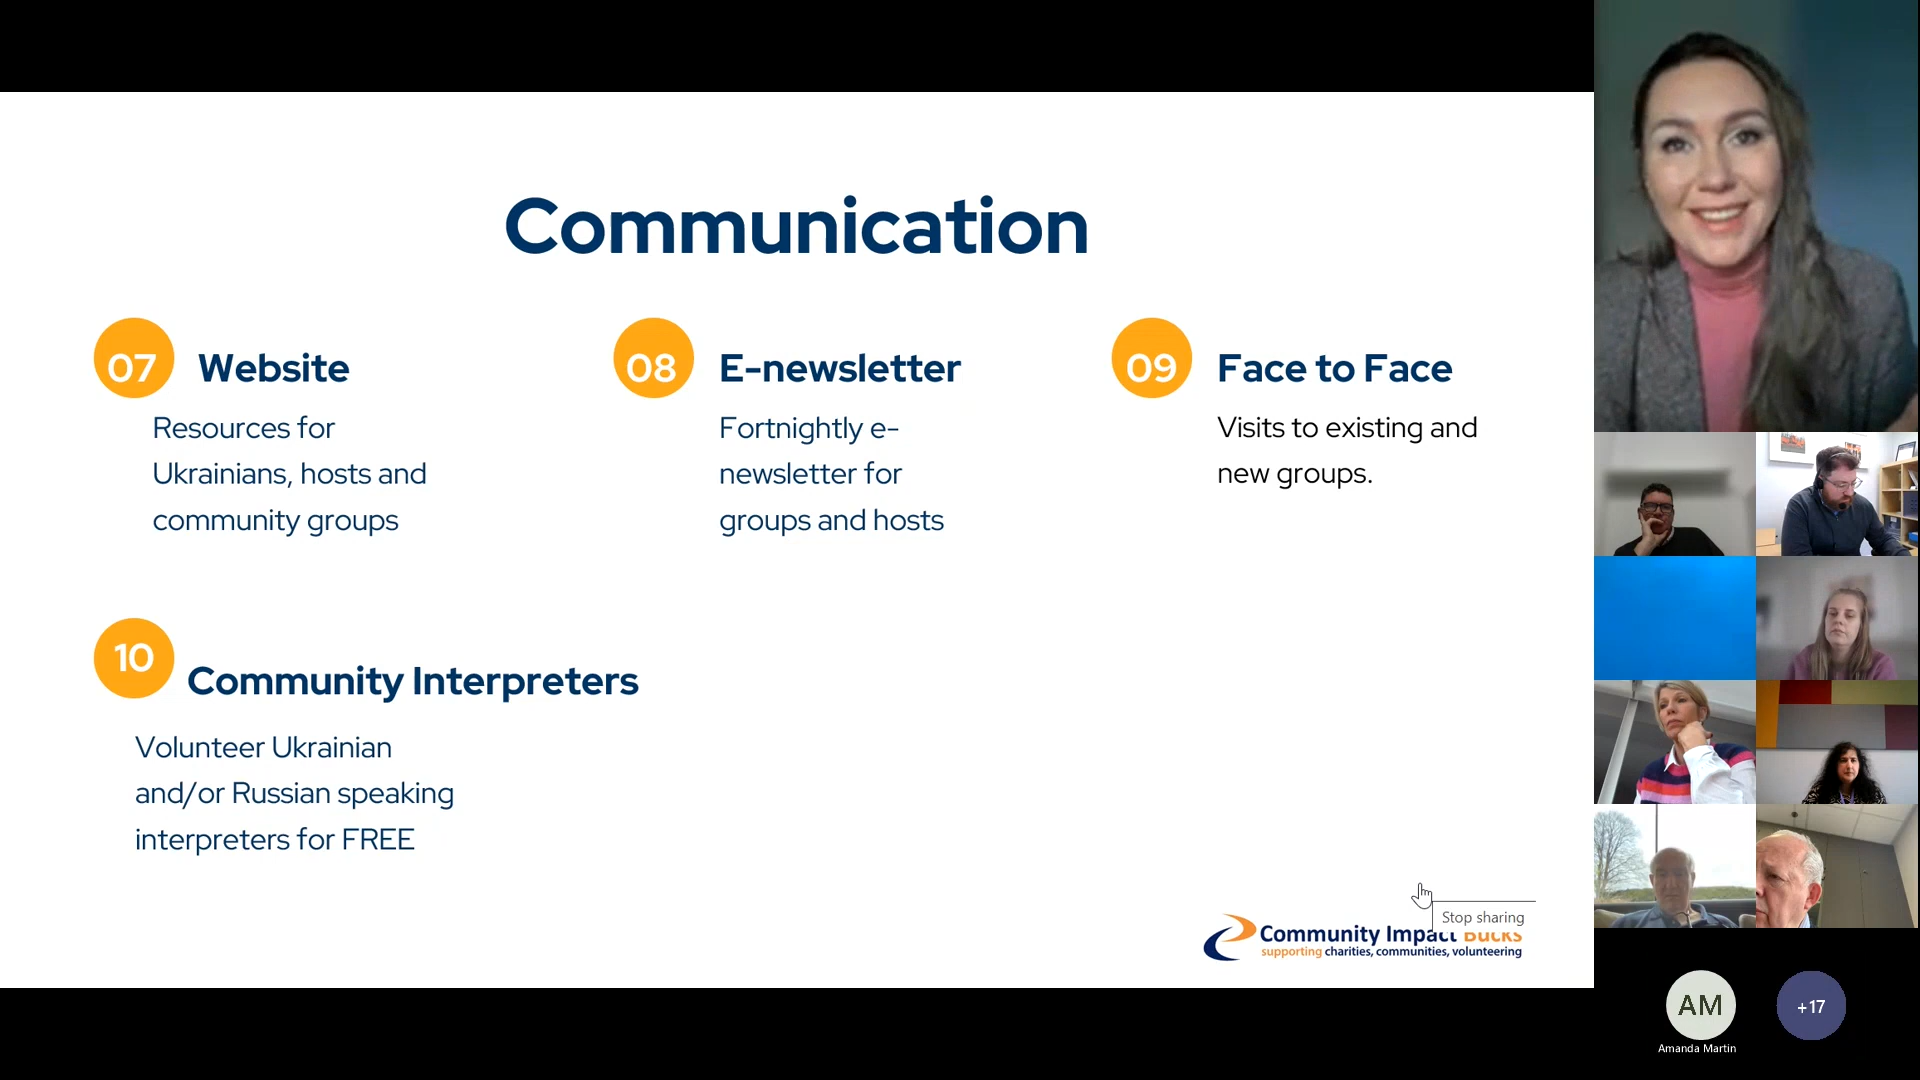 Communication
07 Website
Resources for
Ukrainians, hosts and
community groups
08 E-newsletter
Fortnightly e-
newsletter for
groups and hosts
09 Face to Face
Visits to existing and
new groups.
10 Community Interpreters
Volunteer Ukrainian
and/or Russian speaking
interpreters for FREE
Stop sharing
Community Impact Bucks
supporting charities, communities, volunteering
AM
Amanda Martin
+17